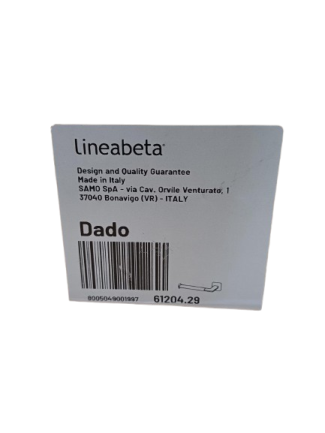 lineabeta®
Design and Quality Guarantee
Made in Italy
SAMO SpA - via Cav. Orvile Venturato, 1
37040 Bonavigo (VR) - ITALY
Dado
8005049001997 61204.29